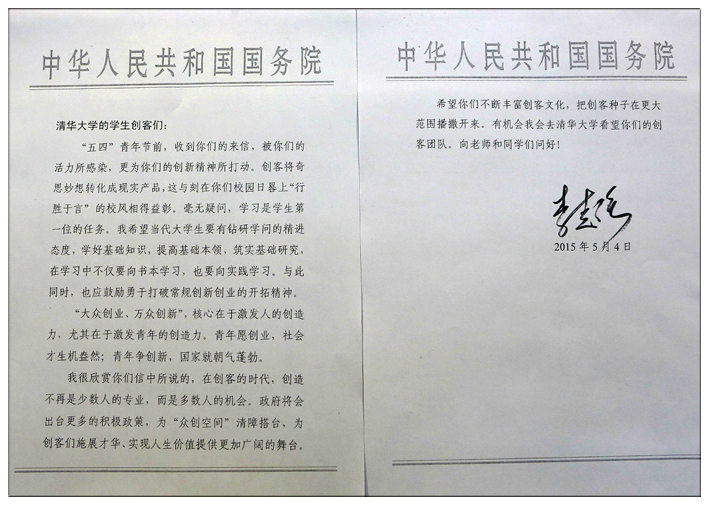 中华人民共和国国务院
清华大学的学生创客们：
“五四”青年节前，收到你们的来信，被你们的
活力所感染，更为你们的创新精神所打动。创客将奇
思妙想转化成现实产品，这与刻在你们校园日晷上“行
胜于言”的校风相得益彰。毫无疑问，学习是学生第
一位的任务。我希望当代大学生要有钻研学问的精进
态度，学好基础知识，提高基础本领，筑实基础研究，
在学习中不仅要向书本学习，也要向实践学习。与此
同时，也应鼓励勇于打破常规创新创业的开拓精神。
“大众创业、万众创新”，核心在于激发人的创造
力，尤其在于激发青年的创造力。青年愿创业，社会
才生机盎然；青年争创新，国家就朝气蓬勃。
我很欣赏你们信中所说的，在创客的时代，创造
不再是少数人的专业，而是多数人的机会。政府将会
出台更多的积极政策，为“众创空间”清障搭台，为
创客们施展才华、实现人生价值提供更加广阔的舞台。
中华人民共和国国务院
希望你们不断丰富创客文化，把创客种子在更大
范围播撒开来。有机会我会去清华大学看望你们的创
客团队。向老师和同学们问好！
李克强
2015年5月4日